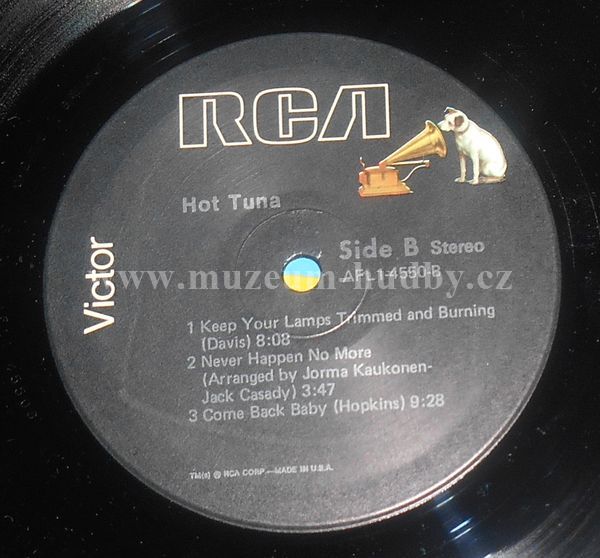 RCA
Victor
Hot Tuna
Side B Stereo
AFL1-4550-B
www.muzeum-hudby.cz
1 Keep Your Lamps Trimmed and Burning
(Davis) 8:08
2 Never Happen No More
(Arranged by Jorma Kaukonen-
Jack Casady) 3:47
3 Come Back Baby (Hopkins) 9:28
TM(s) ® RCA CORP.—MADE IN U.S.A.